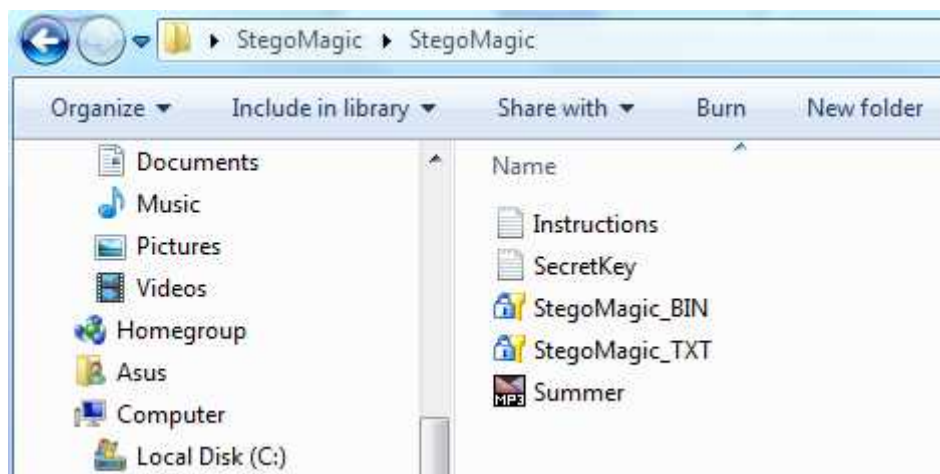 StegoMagic StegoMagic
Organize Include in library Share with Burn New folder
Documents
Music
Pictures
Videos
Homegroup
Asus
Computer
Local Disk (C:)
Name
Instructions
SecretKey
StegoMagic_BIN
StegoMagic_TXT
MP3 Summer